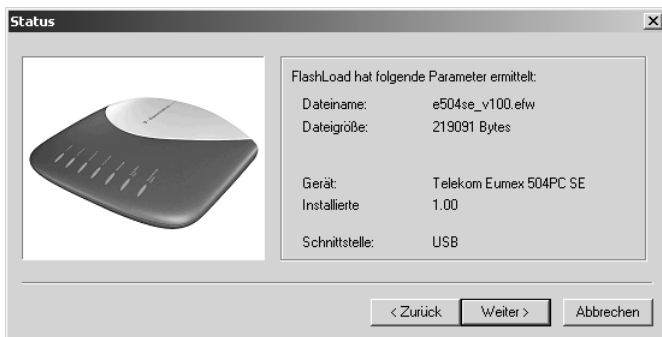 Status
FlashLoad hat folgende Parameter ermittelt:
Dateiname: e504se_v100.efw
Dateigröße: 219091 Bytes
Gerät: Telekom Eumex 504PC SE
Installierte 1.00
Schnittstelle: USB
< Zurück Weiter > Abbrechen